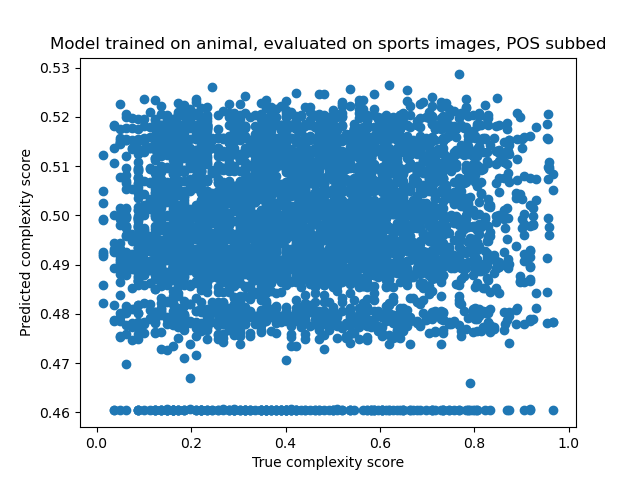 Model trained on animal, evaluated on sports images, POS subbed
0.53
0.52
0.51
0.50
0.49
0.48
0.47
0.46
Predicted complexity score
0.0 0.2 0.4 0.6 0.8 1.0
True complexity score